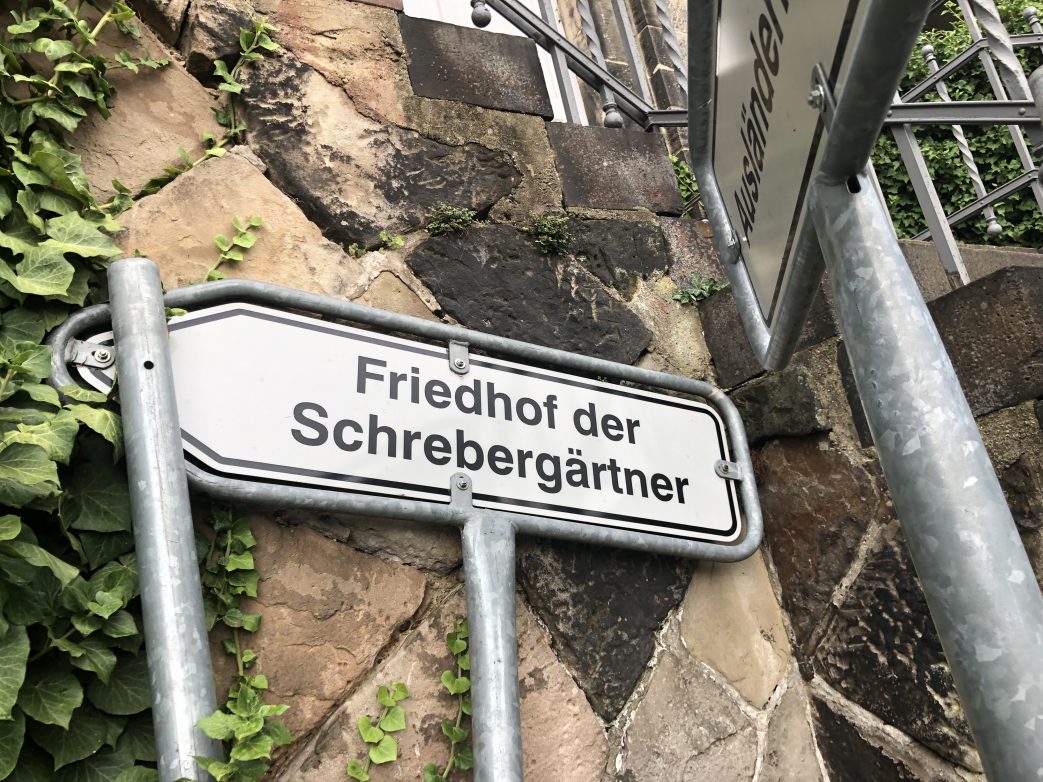 Friedhof der
Schrebergärtner